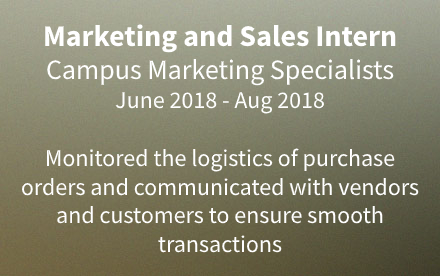 Marketing and Sales Intern
Campus Marketing Specialists
June 2018 - Aug 2018
Monitored the logistics of purchase
orders and communicated with vendors
and customers to ensure smooth
transactions